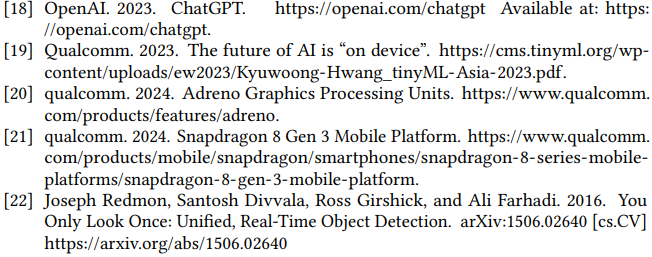 [18] OpenAI. 2023. ChatGPT. https://openai.com/chatgpt Available at: https:
//openai.com/chatgpt.
[19] Qualcomm. 2023. The future of AI is “on device”. https://cms.tinyml.org/wp-
content/uploads/ew2023/Kyuwoong-Hwang_tinyML-Asia-2023.pdf.
[20] qualcomm. 2024. Adreno Graphics Processing Units. https://www.qualcomm.
com/products/features/adreno.
[21] qualcomm. 2024. Snapdragon 8 Gen 3 Mobile Platform. https://www.qualcomm.
com/products/mobile/snapdragon/smartphones/snapdragon-8-series-mobile-
platforms/snapdragon-8-gen-3-mobile-platform.
[22] Joseph Redmon, Santosh Divvala, Ross Girshick, and Ali Farhadi. 2016. You
Only Look Once: Unified, Real-Time Object Detection. arXiv:1506.02640 [cs.CV]
https://arxiv.org/abs/1506.02640